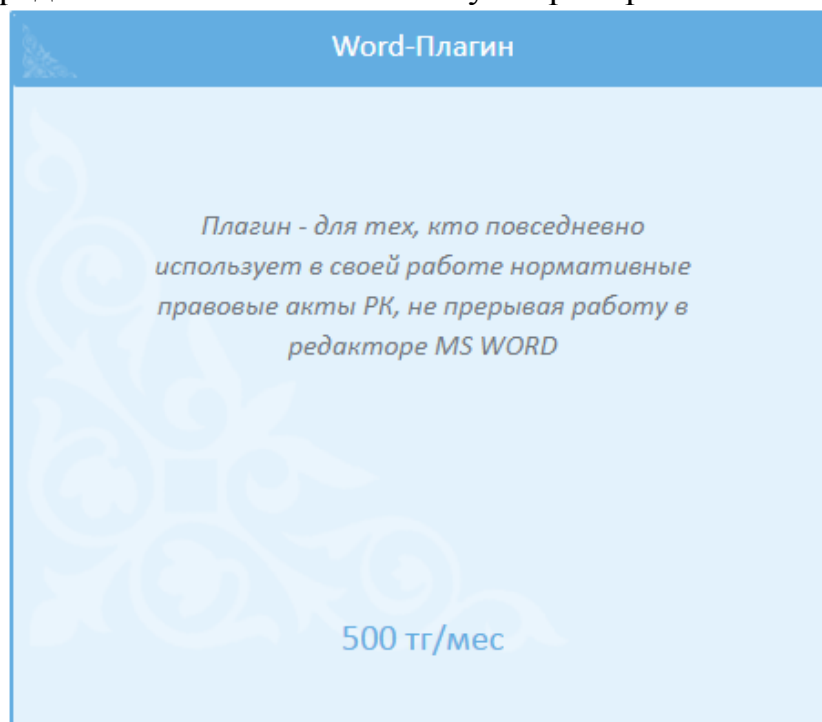 Word-Плагин
Плагин - для тех, кто повседневно
использует в своей работе нормативные
правовые акты РК, не прерывая работу в
редакторе MS WORD
500 тг/мес